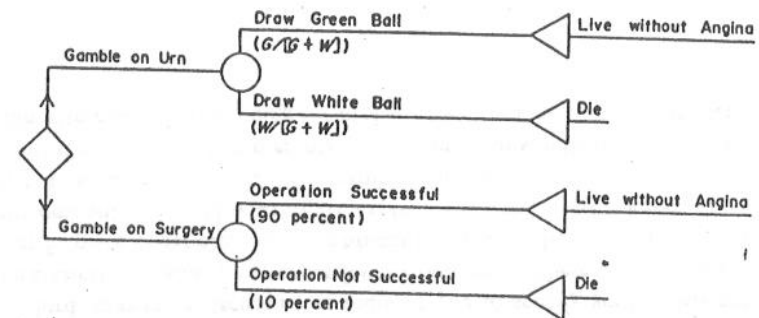 Draw Green Ball
Live without Angina
(G/[G + W])
Gamble on Urn
Draw White Ball
Die
(W/[G + W])
Operation Successful
Live without Angina
(90 percent)
Gamble on Surgery
Operation Not Successful
Die
(10 percent)